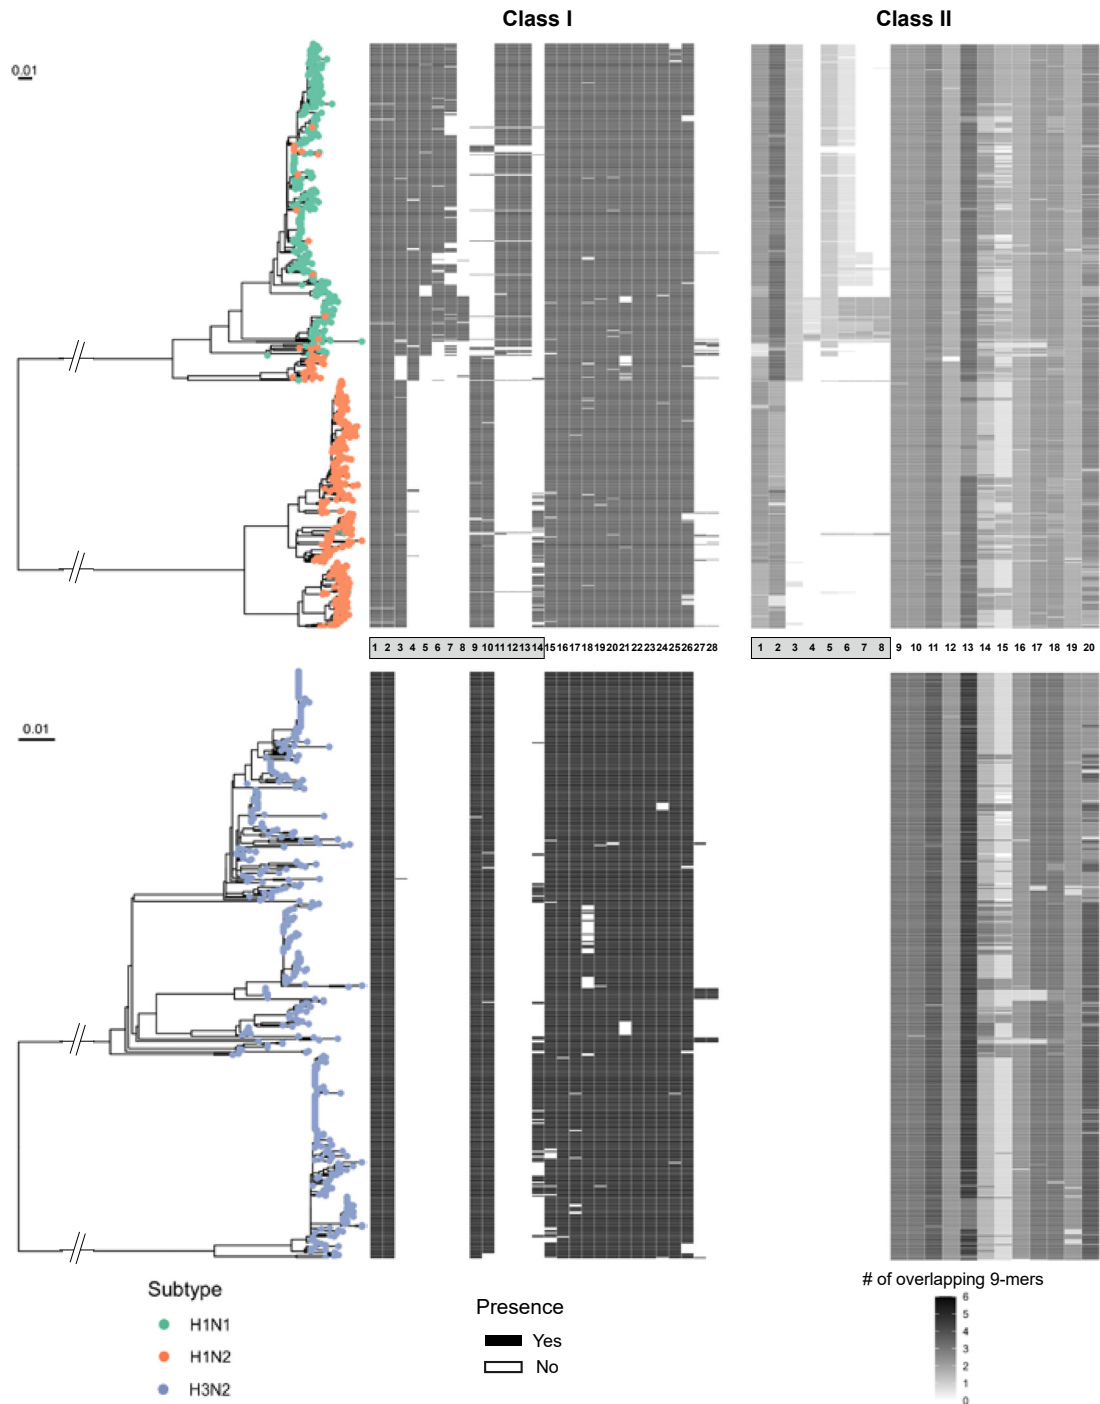 Class I
Class II
0.01
1 2 3 4 5 6 7 8 9 10 11 12 13 14 15 16 17 18 19 20 21 22 23 24 25 26 27 28
1 2 3 4 5 6 7 8 9 10 11 12 13 14 15 16 17 18 19 20
0.01
Subtype
H1N1
H1N2
H3N2
Presence
Yes
No
# of overlapping 9-mers
6
5
4
3
2
1
0